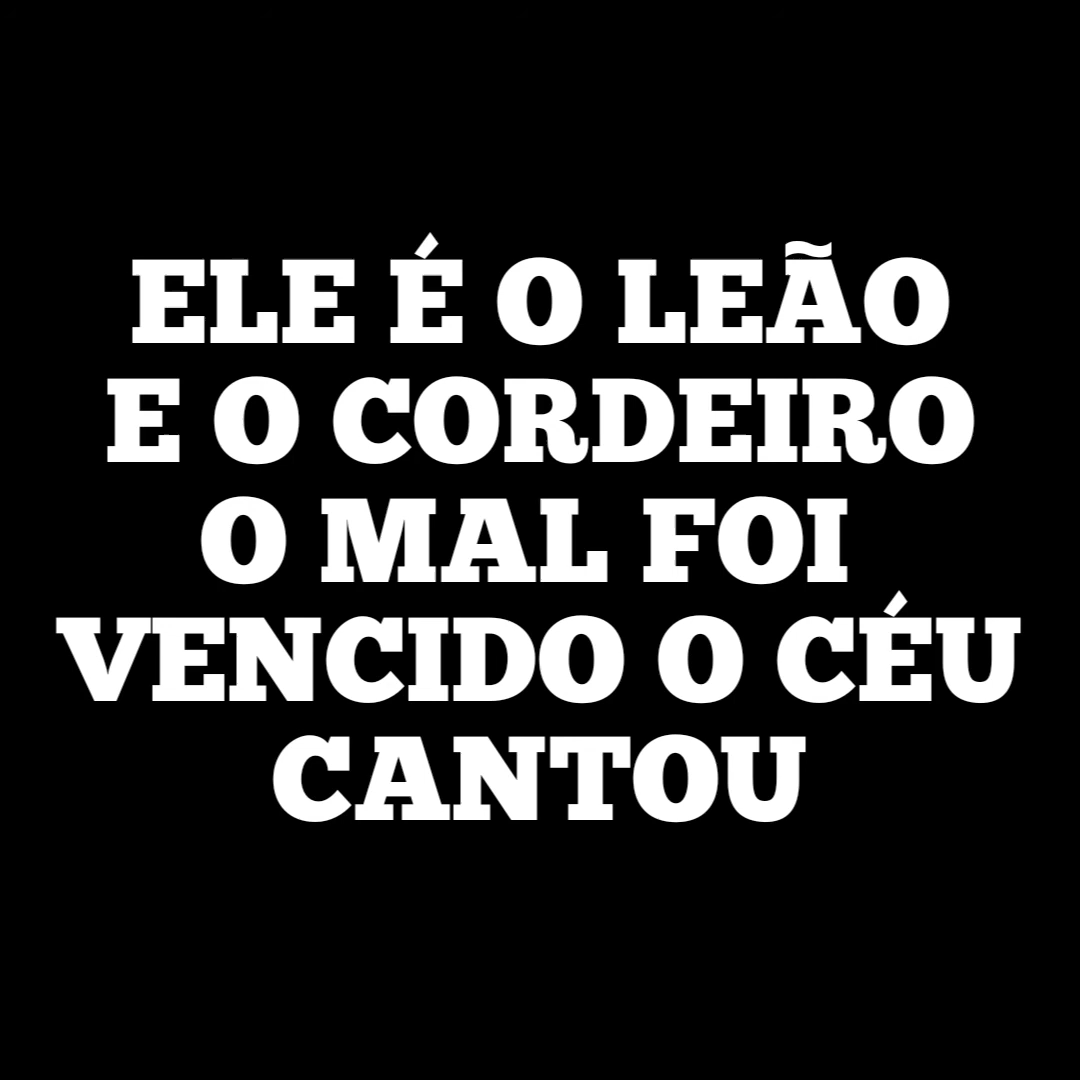 ELE É O LEÃO
E O CORDEIRO
O MAL FOI
VENCIDO O CÉU
CANTOU